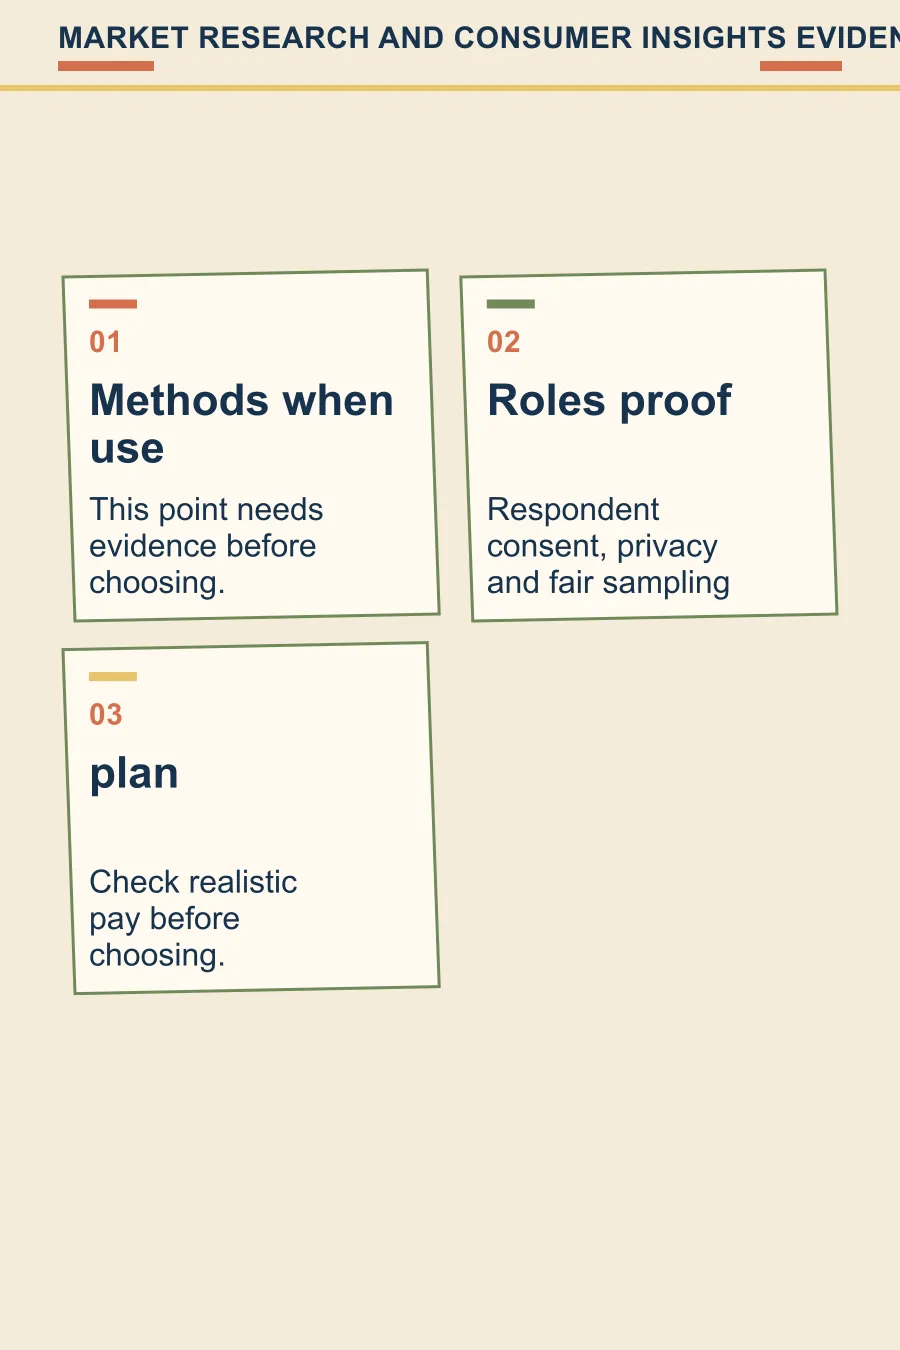 MARKET RESEARCH AND CONSUMER INSIGHTS EVIDEN
01
Methods when
use
This point needs
evidence before
choosing.
02
Roles proof
Respondent
consent, privacy
and fair sampling
03
plan
Check realistic
pay before
choosing.